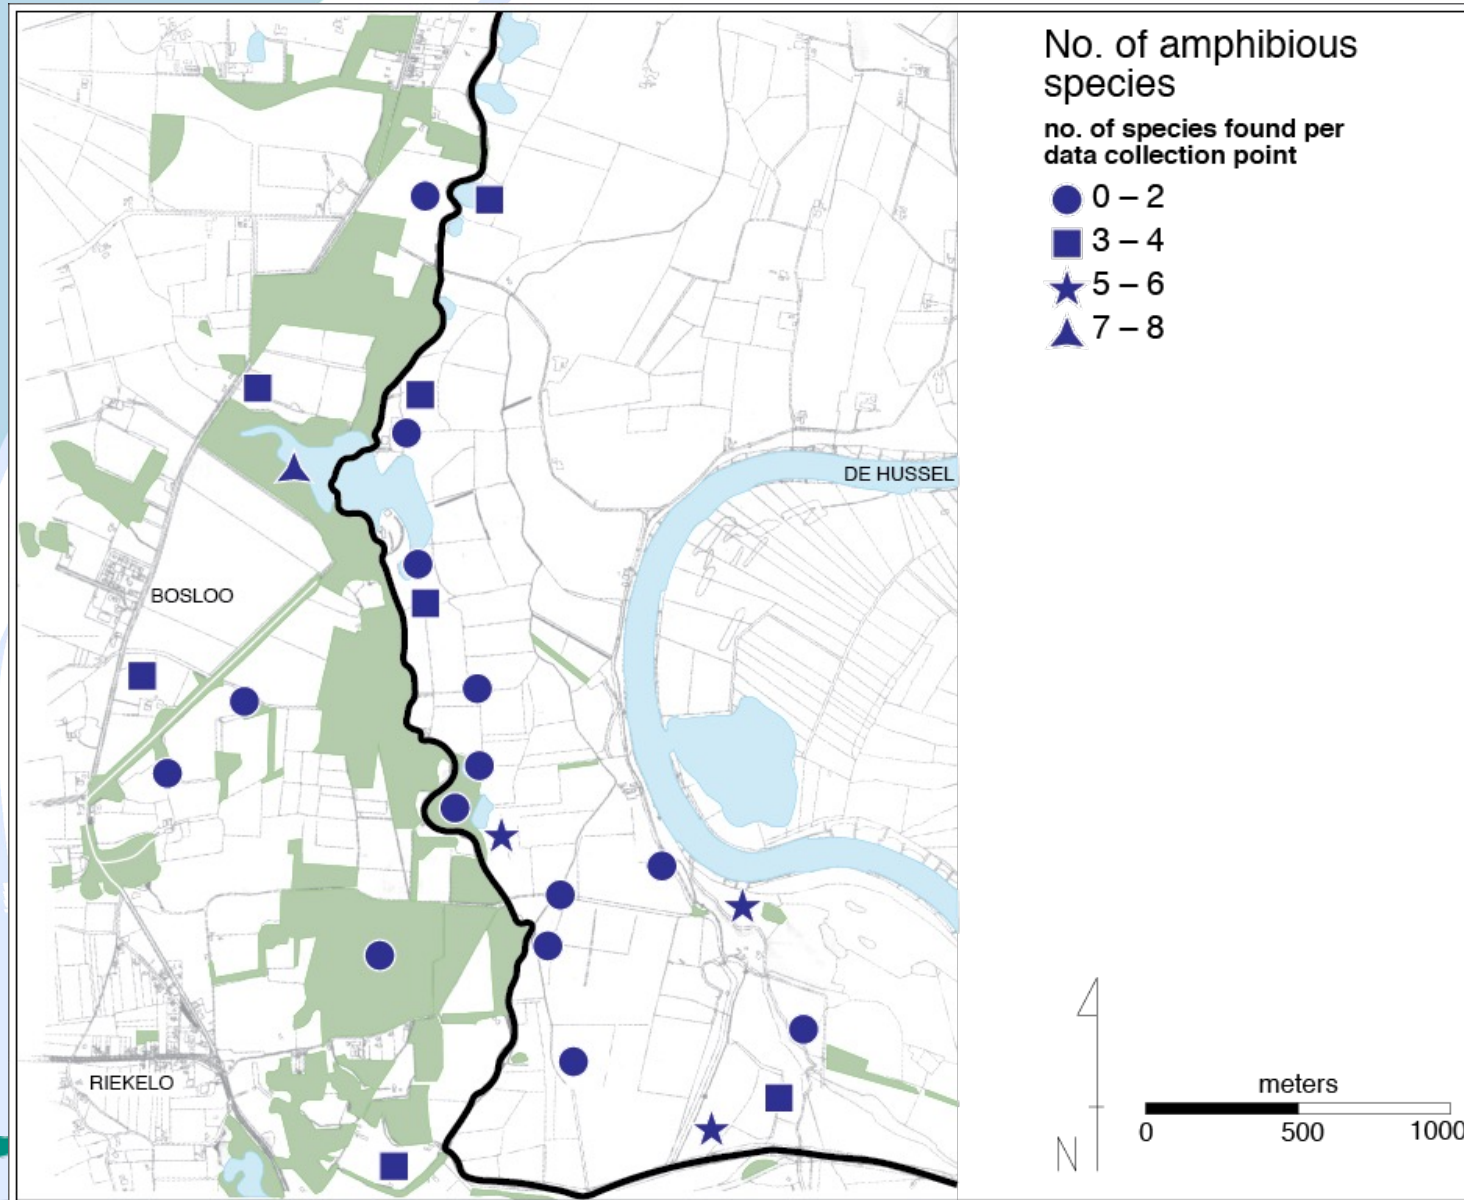 No. of amphibious
species
no. of species found per
data collection point
0 – 2
3 – 4
5 – 6
7 – 8
DE HUSSEL
BOSLOO
RIEKELO
meters
0 500 1000
N